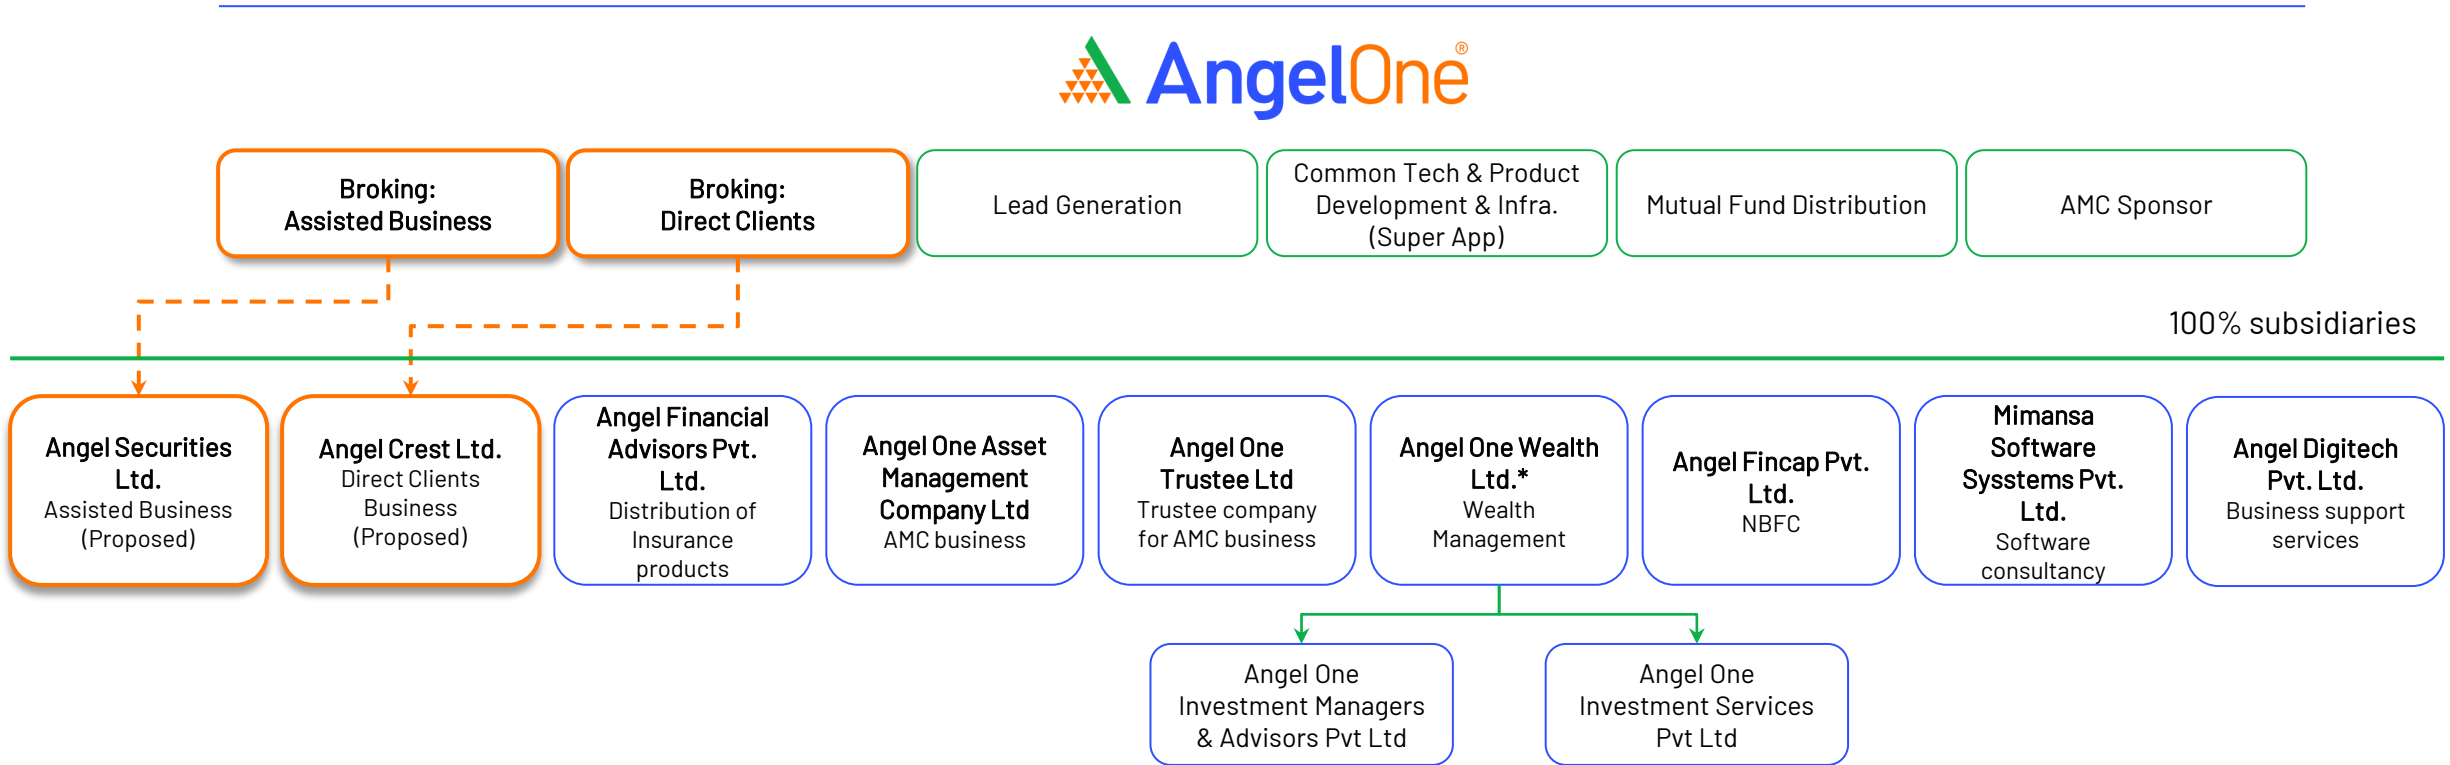 AngelOne®
Broking:
Assisted Business
Broking:
Direct Clients
Lead Generation
Common Tech & Product
Development & Infra.
(Super App)
Mutual Fund Distribution
AMC Sponsor
100% subsidiaries
Angel Securities
Ltd.
Assisted Business
(Proposed)
Angel Crest Ltd.
Direct Clients
Business
(Proposed)
Angel Financial
Advisors Pvt.
Ltd.
Distribution of
Insurance
products
Angel One Asset
Management
Company Ltd
AMC business
Angel One
Trustee Ltd
Trustee company
for AMC business
Angel One Wealth
Ltd.*
Wealth
Management
Angel Fincap Pvt.
Ltd.
NBFC
Mimansa
Software
Sysstems Pvt.
Ltd.
Software
consultancy
Angel Digitech
Pvt. Ltd.
Business support
services
Angel One
Investment Managers
& Advisors Pvt Ltd
Angel One
Investment Services
Pvt Ltd